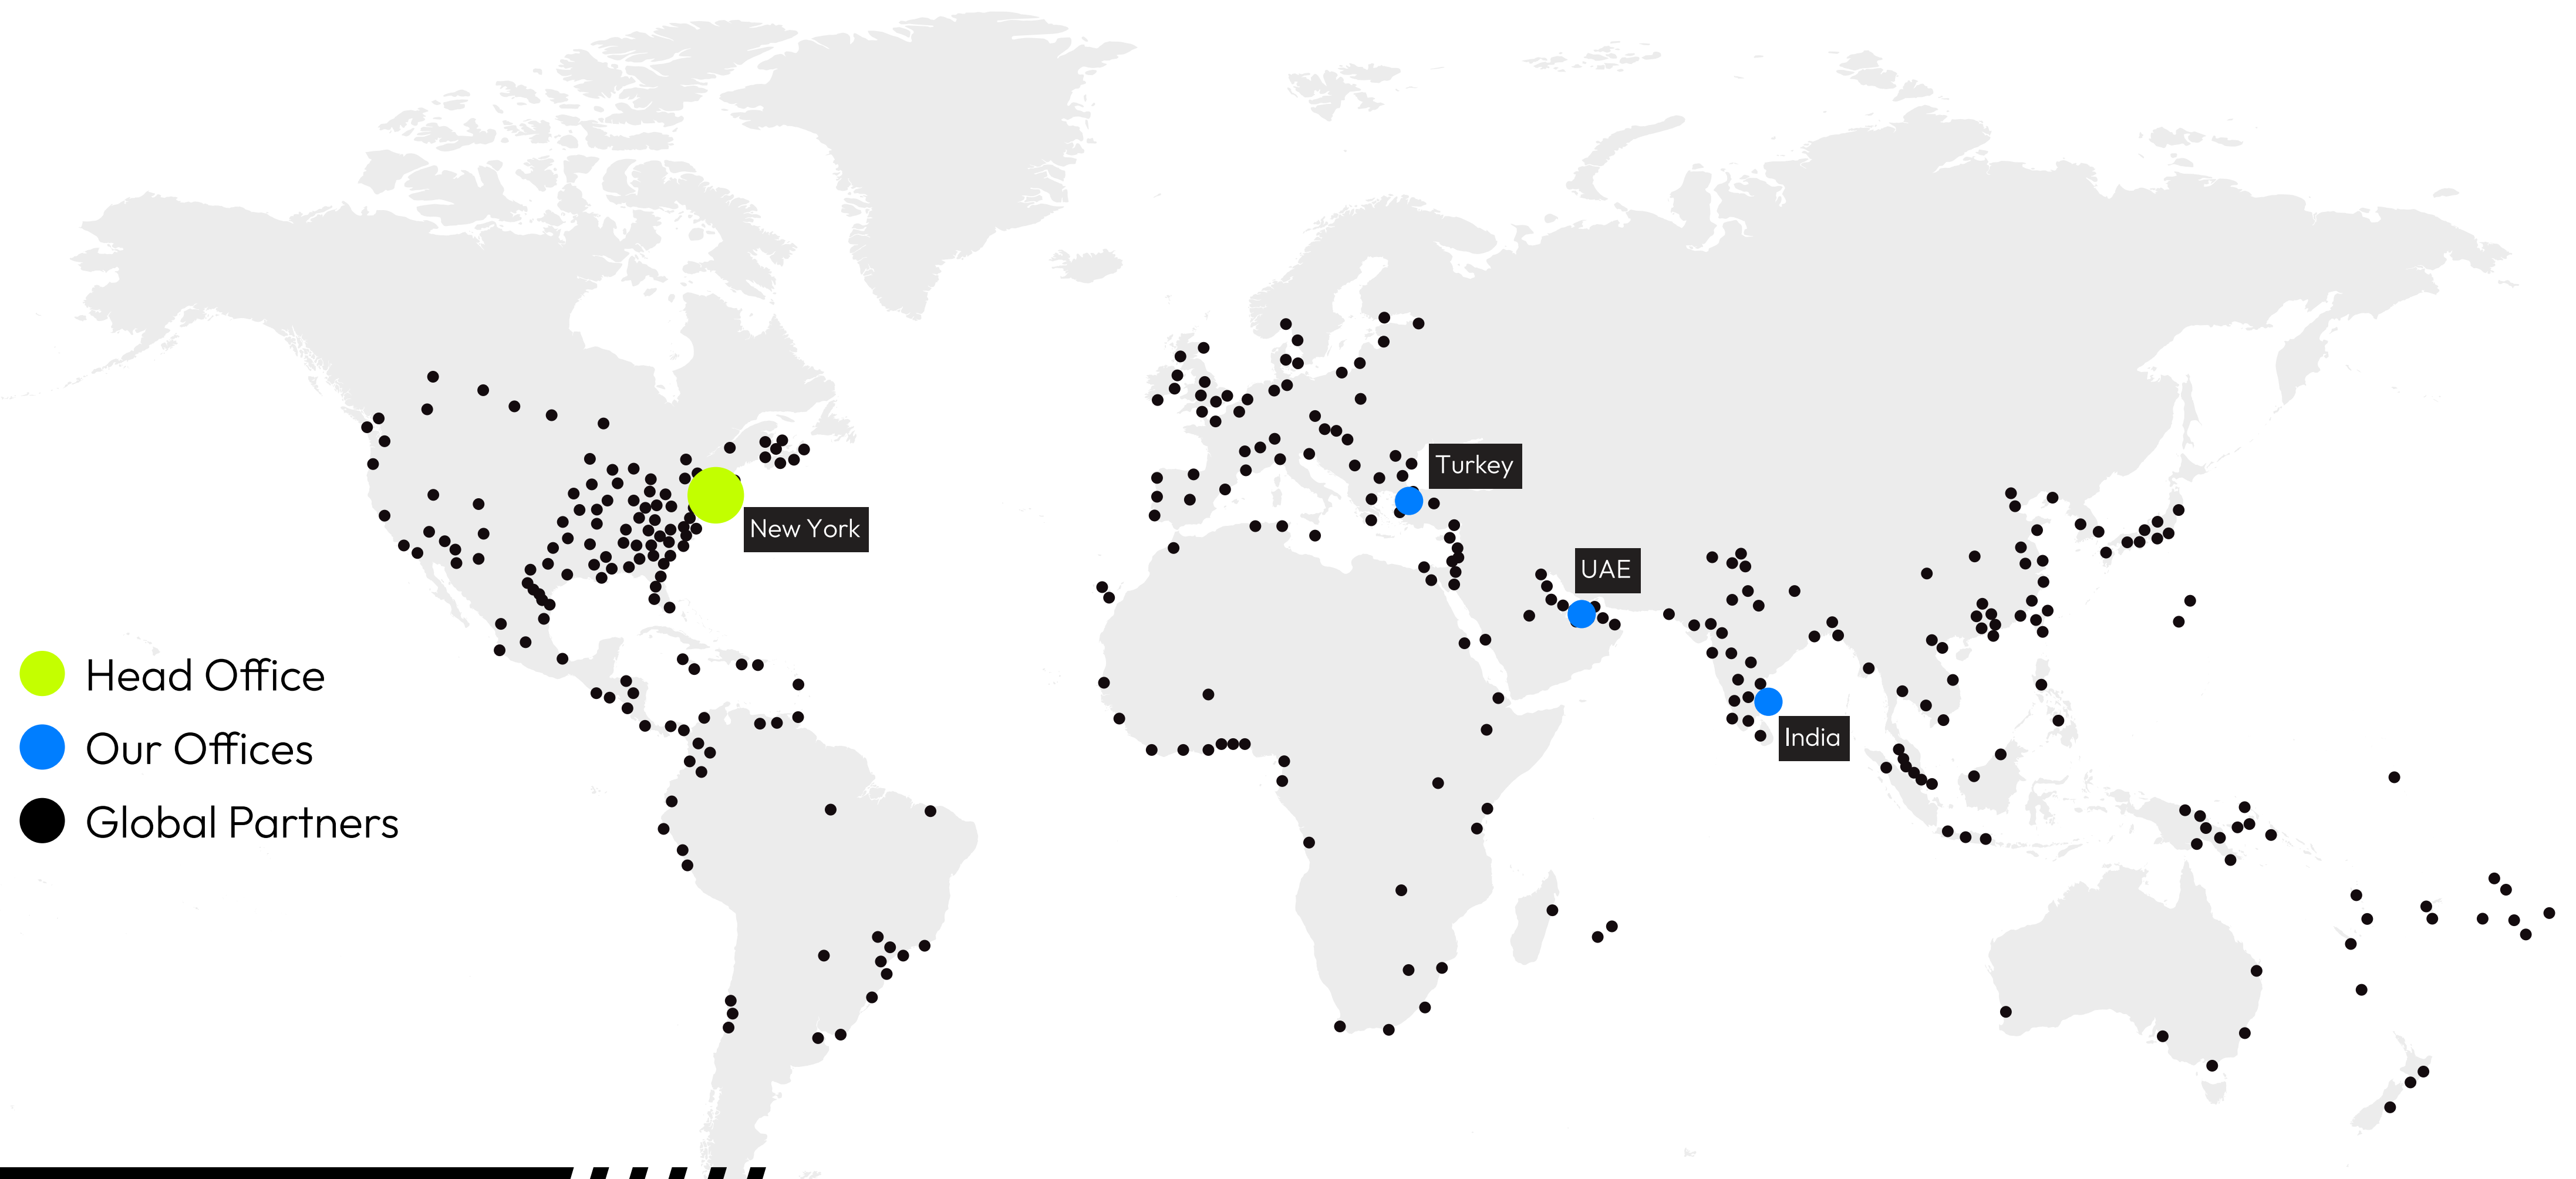 Turkey
New York
UAE
Head Office
Our Offices
India
Global Partners